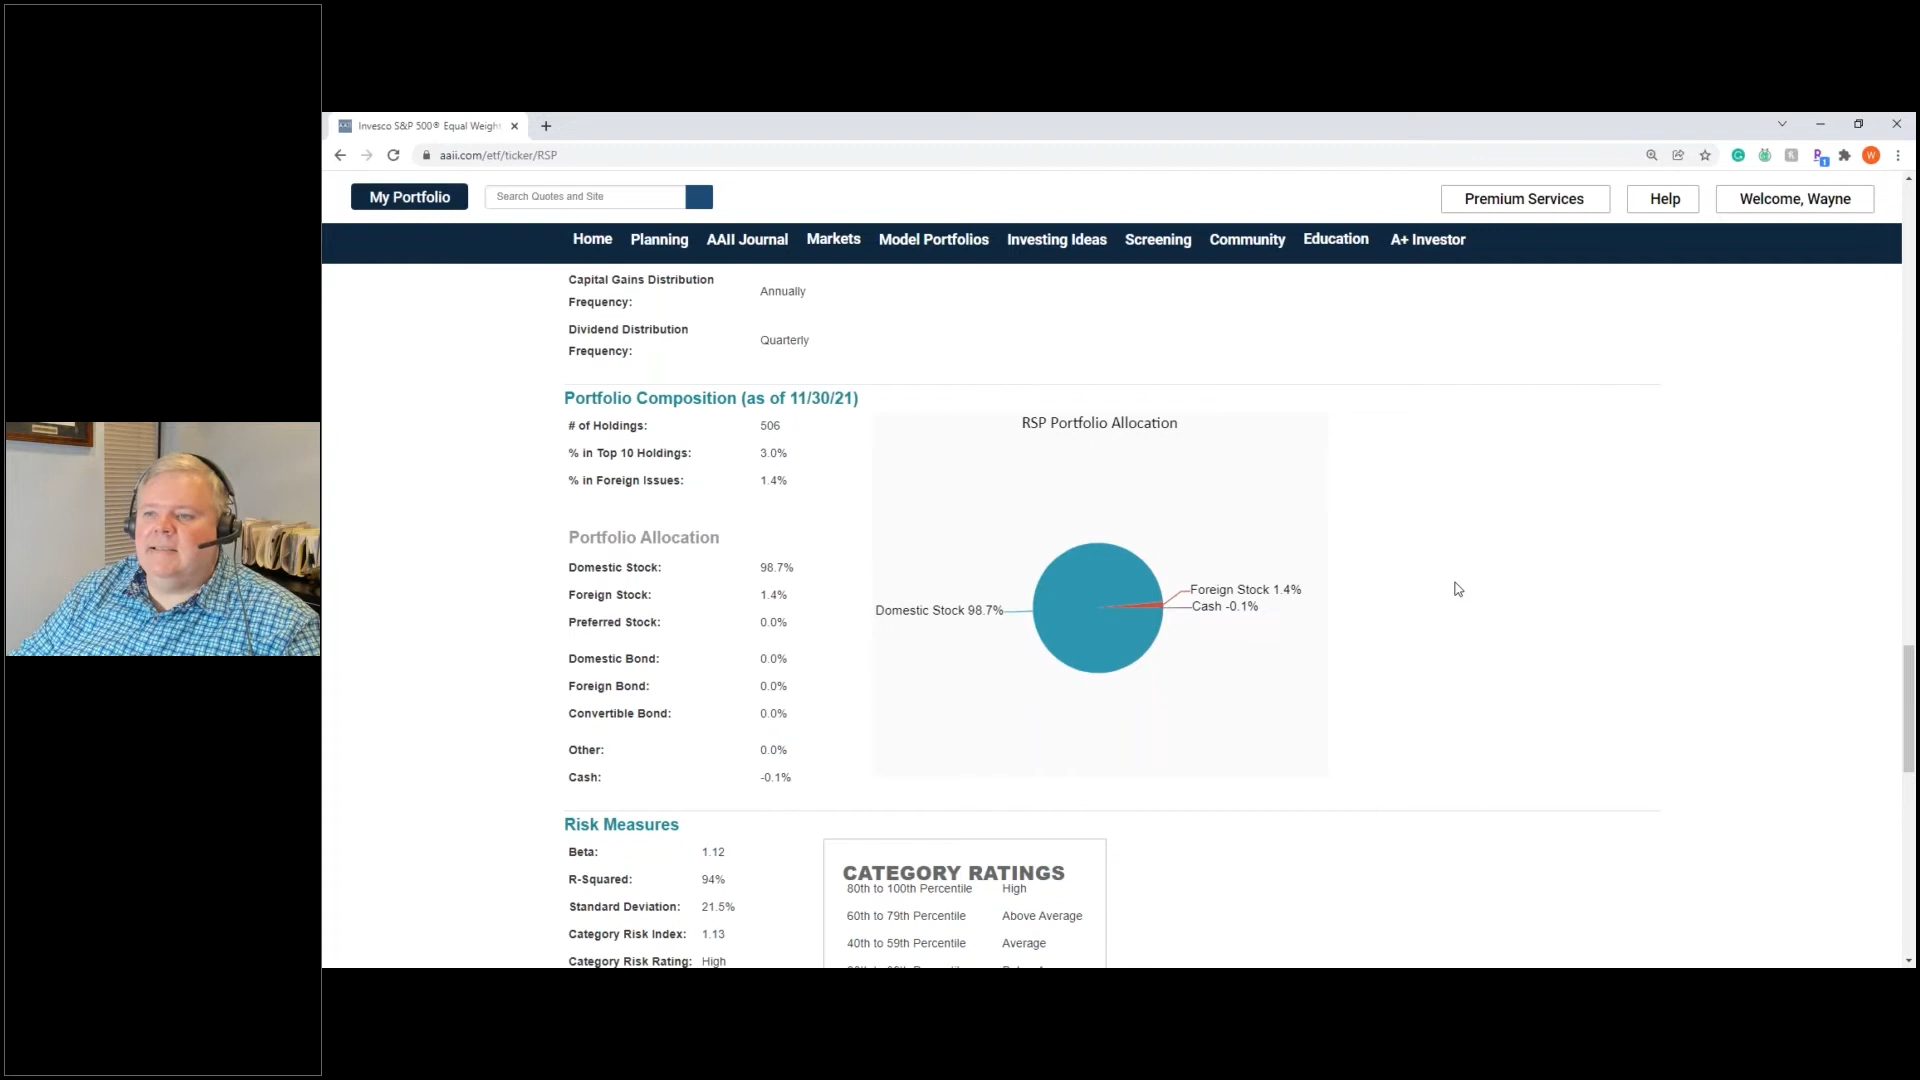 Invesco S&P 500® Equal Weigh
aaii.com/etf/ticker/RSP
W
My Portfolio
Search Quotes and Site
Premium Services
Help
Welcome, Wayne
Home Planning AAII Journal Markets Model Portfolios Investing Ideas Screening Community Education A+ Investor
Capital Gains Distribution
Frequency:
Annually
Dividend Distribution
Frequency:
Quarterly
Portfolio Composition (as of 11/30/21)
# of Holdings: 506
% in Top 10 Holdings: 3.0%
% in Foreign Issues: 1.4%
Portfolio Allocation
Domestic Stock: 98.7%
Foreign Stock: 1.4%
Preferred Stock: 0.0%
Domestic Bond: 0.0%
Foreign Bond: 0.0%
Convertible Bond: 0.0%
Other: 0.0%
Cash: -0.1%
RSP Portfolio Allocation
Foreign Stock 1.4%
Cash -0.1%
Domestic Stock 98.7%
Risk Measures
Beta: 1.12
R-Squared: 94%
Standard Deviation: 21.5%
Category Risk Index: 1.13
Category Risk Rating: High
CATEGORY RATINGS
80th to 100th Percentile High
60th to 79th Percentile Above Average
40th to 59th Percentile Average